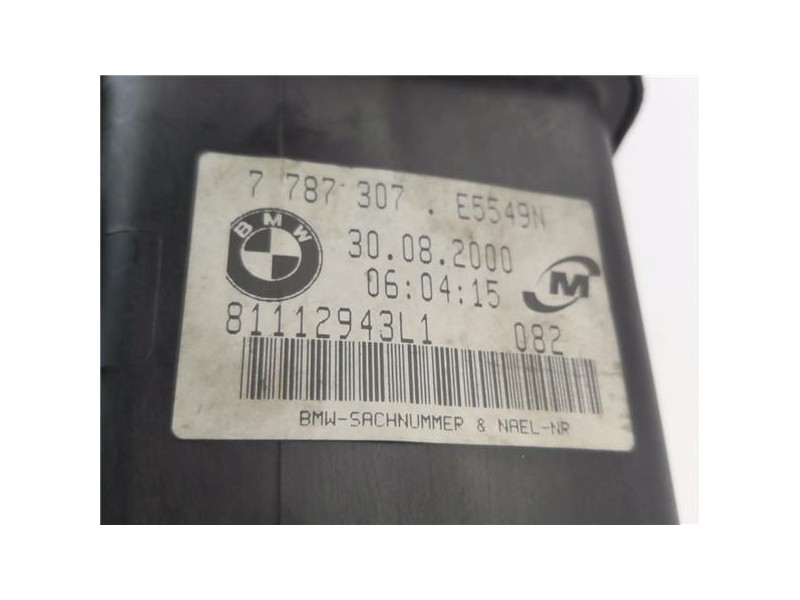 7 787 307 . E5549N
BMW
30.08.2000
06:04:15
M
81112943L1
082
BMW-SACHNUMMER & NAEL-NR